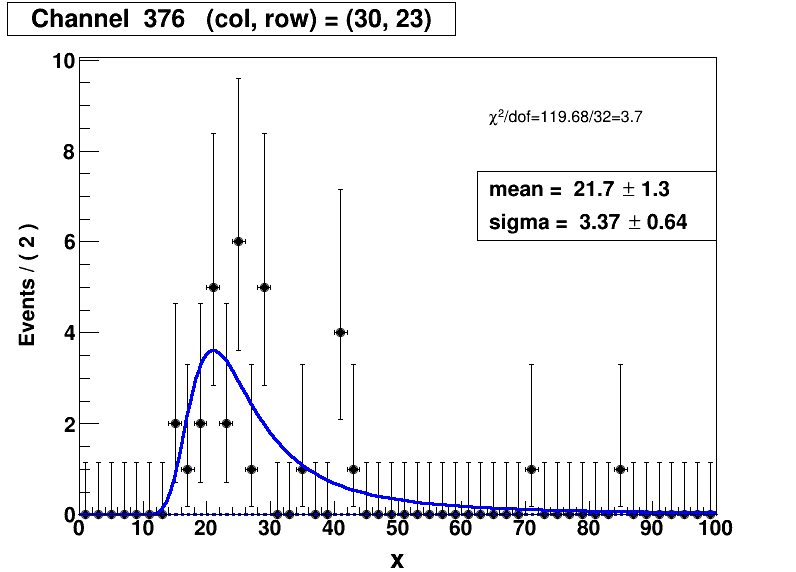 Channel 376 (col, row) = (30, 23)
χ²/dof=119.68/32=3.7
mean = 21.7 ± 1.3
sigma = 3.37 ± 0.64
Events / ( 2 )
10
8
6
4
2
0
0 10 20 30 40 50 60 70 80 90 100
x